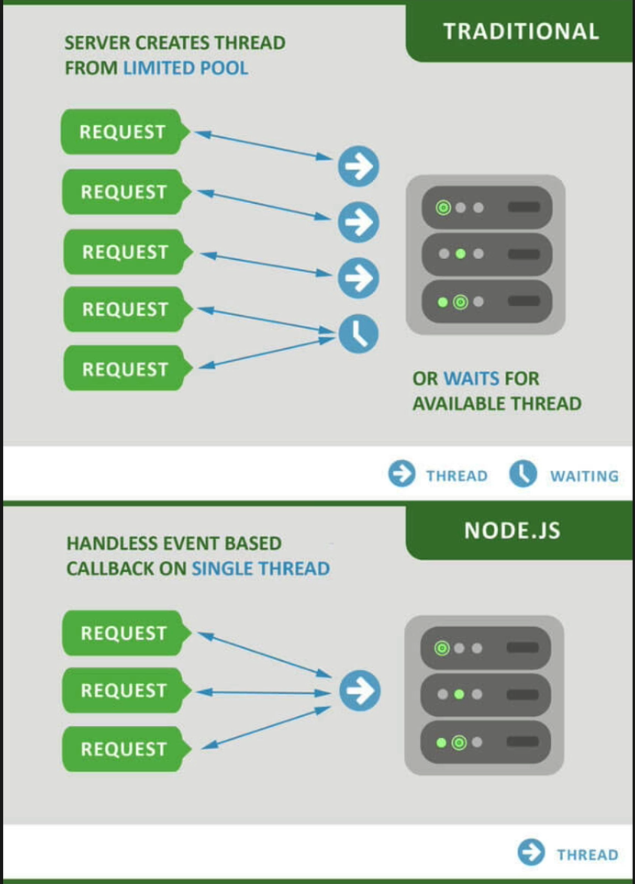 TRADITIONAL
SERVER CREATES THREAD
FROM LIMITED POOL
REQUEST
REQUEST
REQUEST
REQUEST
REQUEST
OR WAITS FOR
AVAILABLE THREAD
THREAD
WAITING
NODE.JS
HANDLESS EVENT BASED
CALLBACK ON SINGLE THREAD
REQUEST
REQUEST
REQUEST
THREAD